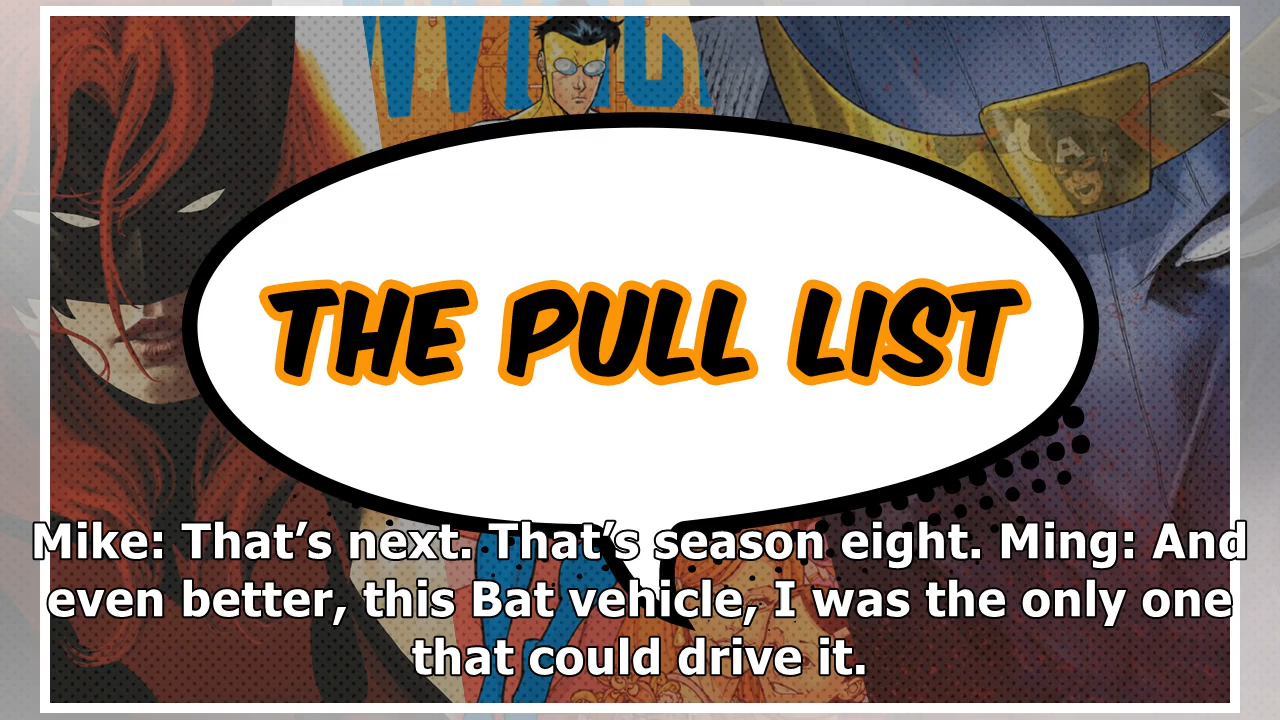 WING
A
THE PULL LIST
Mike: That’s next. That’s season eight. Ming: And
even better, this Bat vehicle, I was the only one
that could drive it.